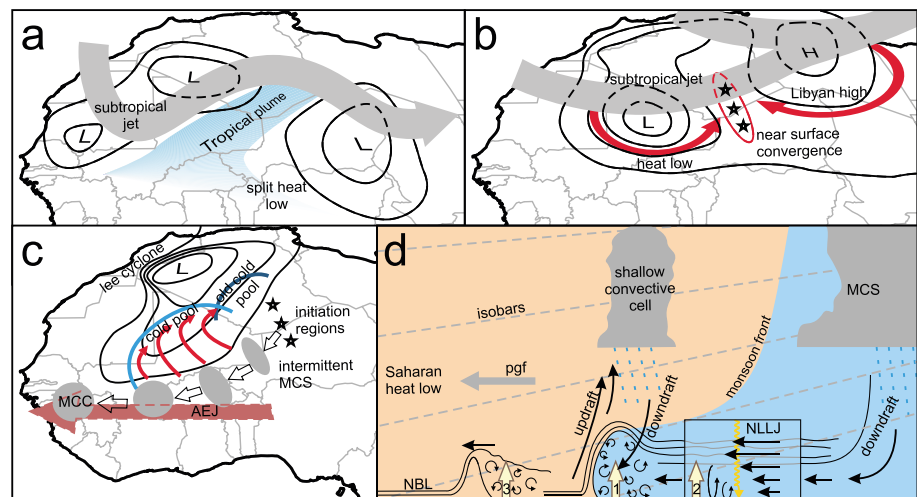 a
L
subtropical
jet
L
Tropical plume
split heat
low
L
b
H
subtropical jet
Libyan high
L
near surface
convergence
heat low
c
lee cyclone
L
old cold
pool
cold pool
initiation
regions
intermittent
MCS
MCC
AEJ
d
shallow
convective
cell
MCS
isobars
monsoon front
Saharan
heat low
pgf
updraft
downdraft
NLLJ
downdraft
NBL
3
1
2